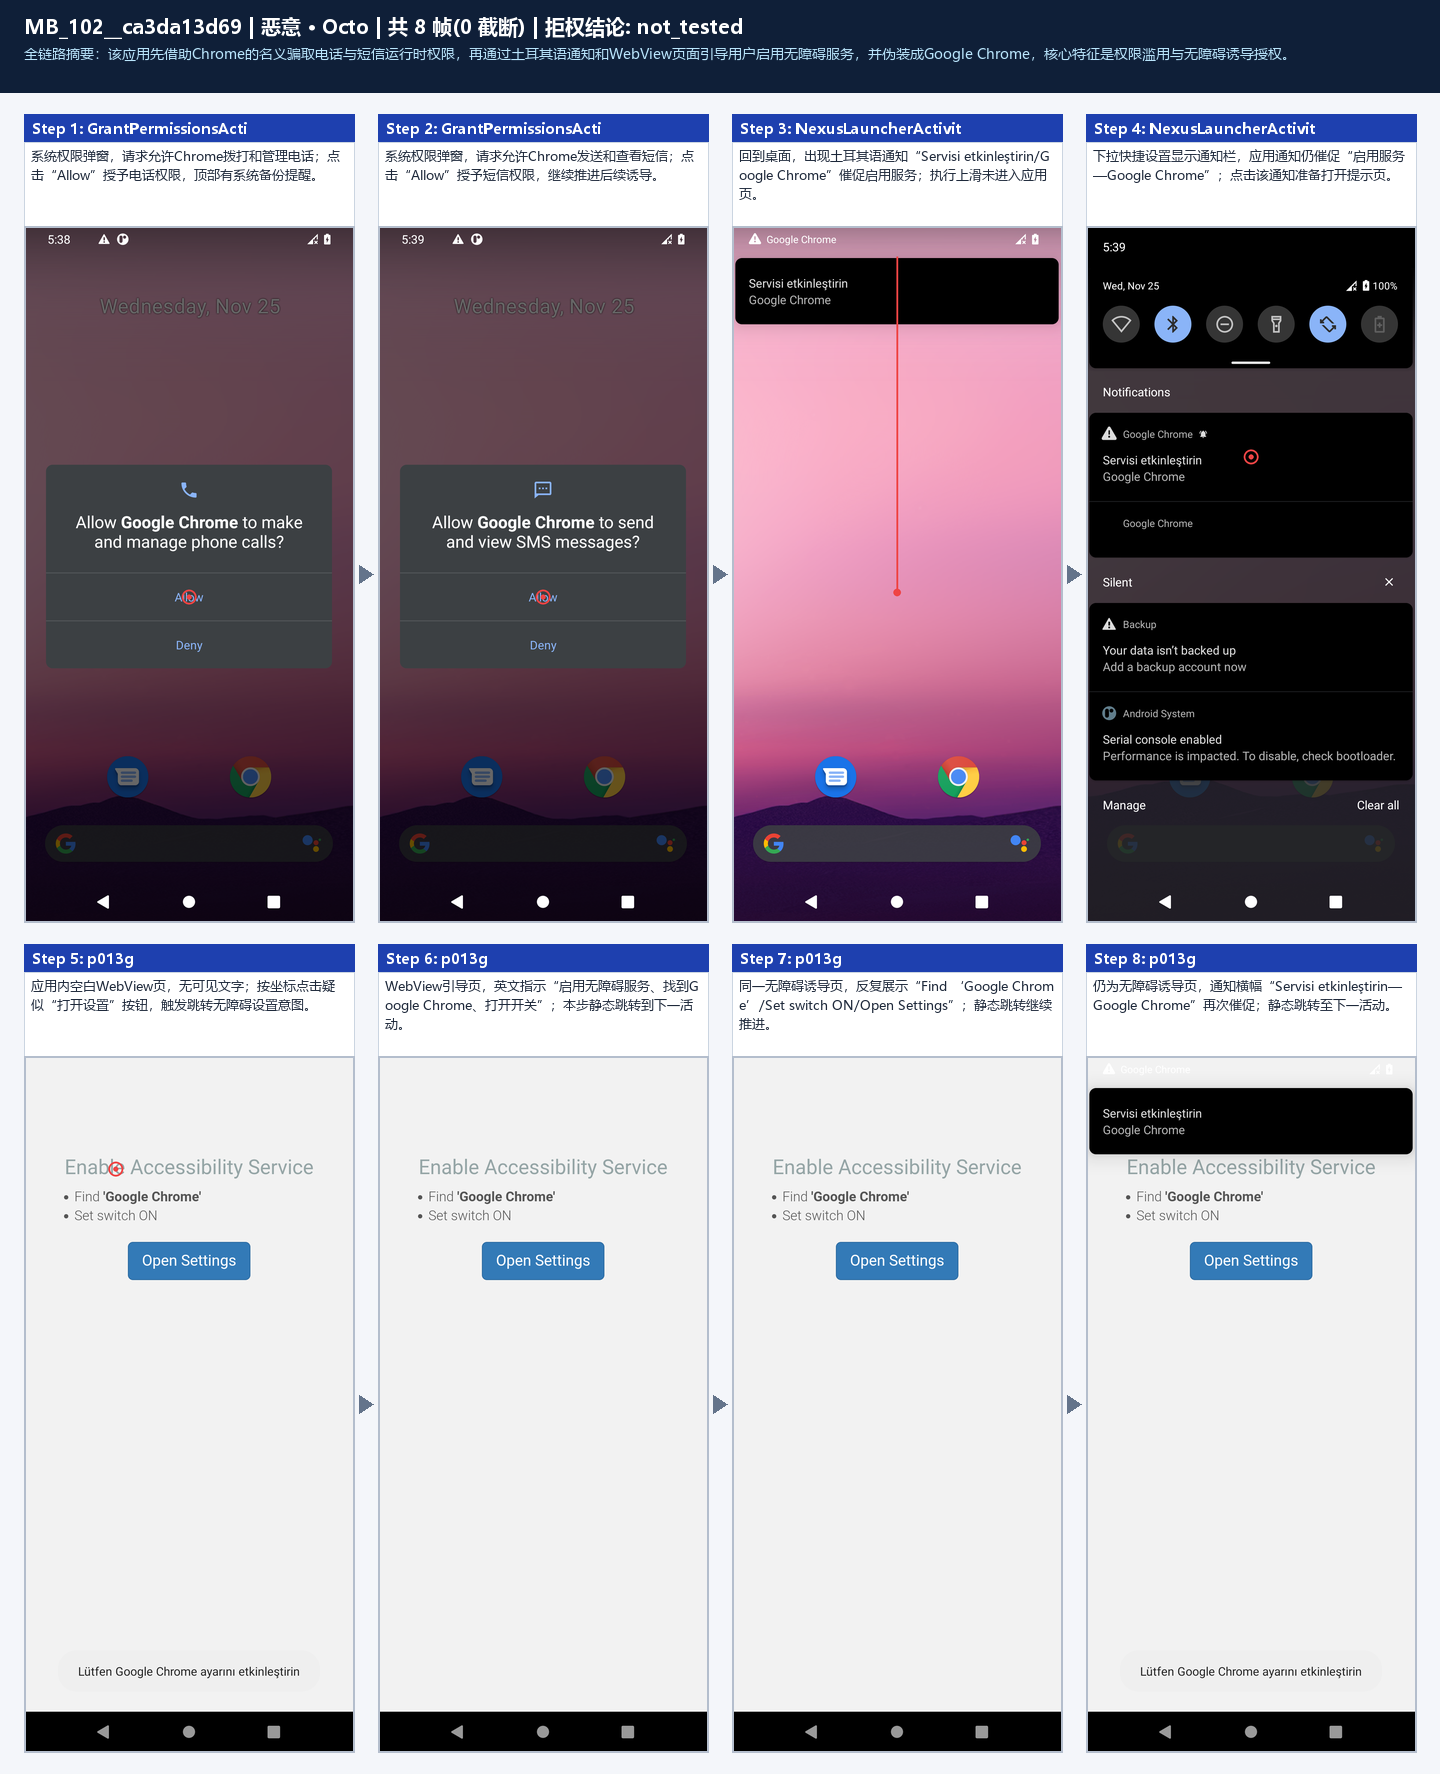 MB_102__ca3da13d69 | 恶意 • Octo | 共 8 帧(0 截断) | 拒权结论: not_tested
全链路摘要：该应用先借助Chrome的名义骗取电话与短信运行时权限，再通过土耳其语通知和WebView页面引导用户启用无障碍服务，并伪装成Google Chrome，核心特征是权限滥用与无障碍诱导授权。
Step 1: GrantPermissionsActi
系统权限弹窗，请求允许Chrome拨打和管理电话；点
击“Allow”授予电话权限，顶部有系统备份提醒。
5:38
Wednesday, Nov 25
Allow Google Chrome to make
and manage phone calls?
Allow
Deny
Step 2: GrantPermissionsActi
系统权限弹窗，请求允许Chrome发送和查看短信；点
击“Allow”授予短信权限，继续推进后续诱导。
5:39
Wednesday, Nov 25
Allow Google Chrome to send
and view SMS messages?
Allow
Deny
Step 3: NexusLauncherActivit
回到桌面，出现土耳其语通知“Servisi etkinleştirin/G
oogle Chrome”催促启用服务；执行上滑未进入应用
页。
Google Chrome
Servisi etkinleştirin
Google Chrome
Step 4: NexusLauncherActivit
下拉快捷设置显示通知栏，应用通知仍催促“启用服务
—Google Chrome”；点击该通知准备打开提示页。
5:39
Wed, Nov 25
100%
Notifications
Google Chrome
Servisi etkinleştirin
Google Chrome
Google Chrome
Silent
Backup
Your data isn't backed up
Add a backup account now
Android System
Serial console enabled
Performance is impacted. To disable, check bootloader.
Manage
Clear all
Step 5: p013g
应用内空白WebView页，无可见文字；按坐标点击疑
似“打开设置”按钮，触发跳转无障碍设置意图。
Enable Accessibility Service
• Find 'Google Chrome'
• Set switch ON
Open Settings
Lütfen Google Chrome ayarını etkinleştirin
Step 6: p013g
WebView引导页，英文指示“启用无障碍服务、找到G
oogle Chrome、打开开关”；本步静态跳转到下一活
动。
Enable Accessibility Service
• Find 'Google Chrome'
• Set switch ON
Open Settings
Step 7: p013g
同一无障碍诱导页，反复展示“Find ‘Google Chrom
e’/Set switch ON/Open Settings”；静态跳转继续
推进。
Enable Accessibility Service
• Find 'Google Chrome'
• Set switch ON
Open Settings
Step 8: p013g
仍为无障碍诱导页，通知横幅“Servisi etkinleştirin—
Google Chrome”再次催促；静态跳转至下一活动。
Google Chrome
Servisi etkinleştirin
Google Chrome
Enable Accessibility Service
• Find 'Google Chrome'
• Set switch ON
Open Settings
Lütfen Google Chrome ayarını etkinleştirin